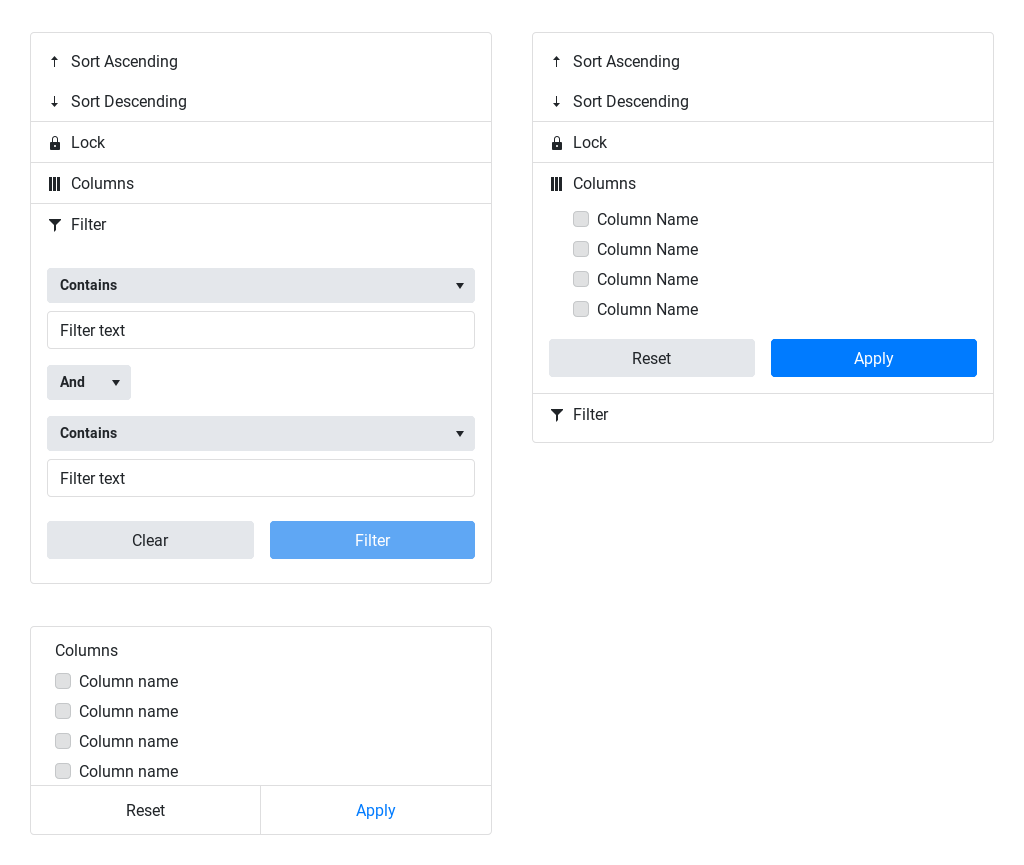 Sort Ascending
Sort Descending
Lock
Columns
Filter
Contains
Filter text
And
Contains
Filter text
Clear Filter
Sort Ascending
Sort Descending
Lock
Columns
Column Name
Column Name
Column Name
Column Name
Reset Apply
Filter
Columns
Column name
Column name
Column name
Column name
Reset Apply